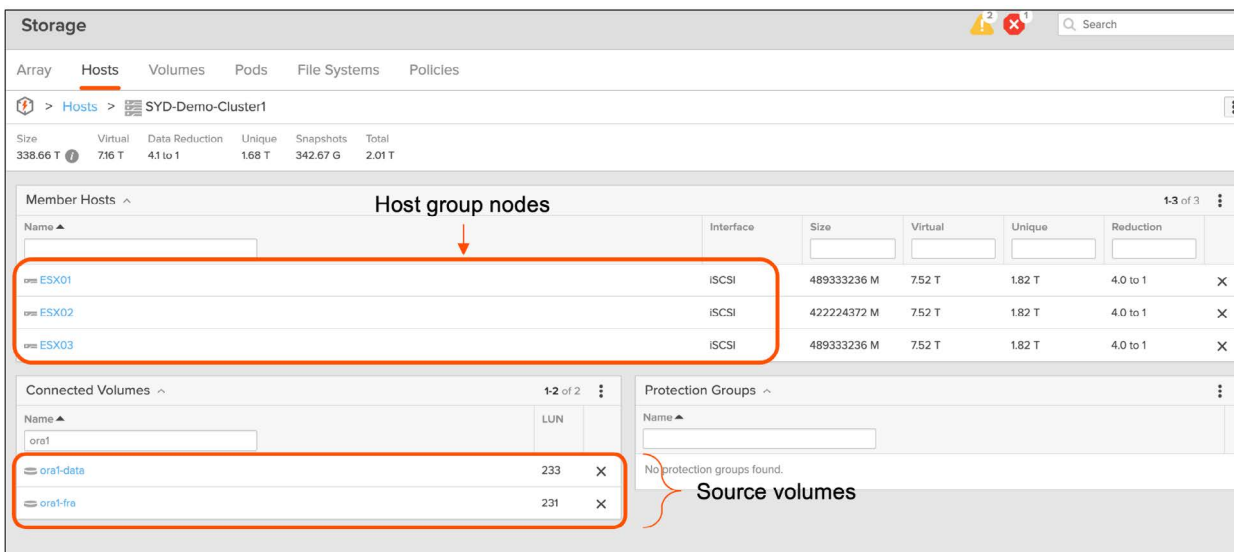 Storage
2
1
Search
Array Hosts Volumes Pods File Systems Policies
> Hosts > SYD-Demo-Cluster1
Size Virtual Data Reduction Unique Snapshots Total
338.66 T 7.16 T 4.1 to 1 1.68 T 342.67 G 2.01 T
Member Hosts 1-3 of 3
Host group nodes
Name Interface Size Virtual Unique Reduction
ESX01 iSCSI 489333236 M 7.52 T 1.82 T 4.0 to 1
ESX02 iSCSI 422224372 M 7.52 T 1.82 T 4.0 to 1
ESX03 iSCSI 489333236 M 7.52 T 1.82 T 4.0 to 1
Connected Volumes 1-2 of 2
Name LUN
ora1
ora1-data 233
ora1-fra 231
Protection Groups
Name
No protection groups found.
Source volumes